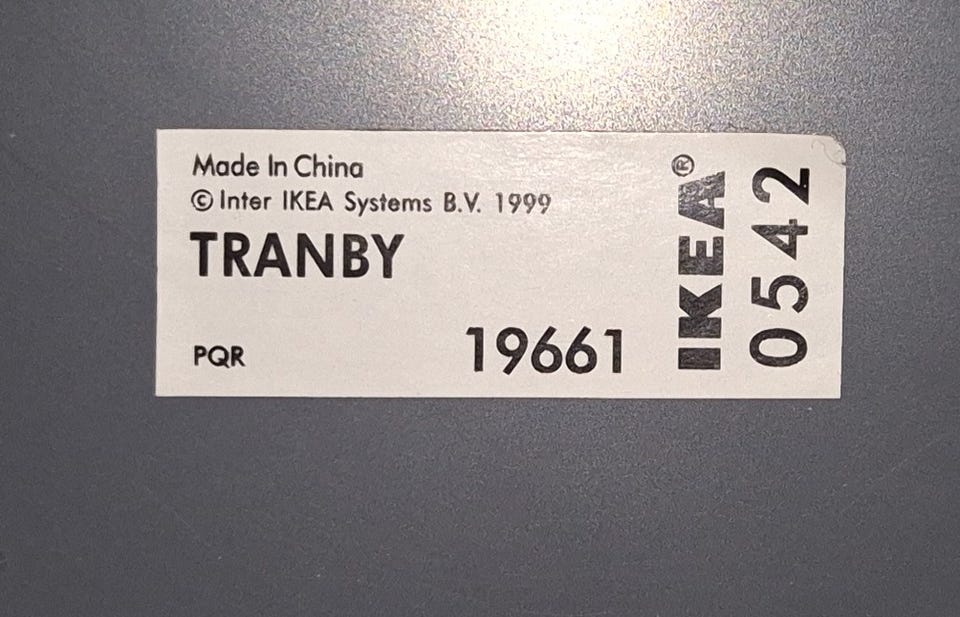 Made In China
© Inter IKEA Systems B.V. 1999
TRANBY
PQR
19661
IKEA®
0542